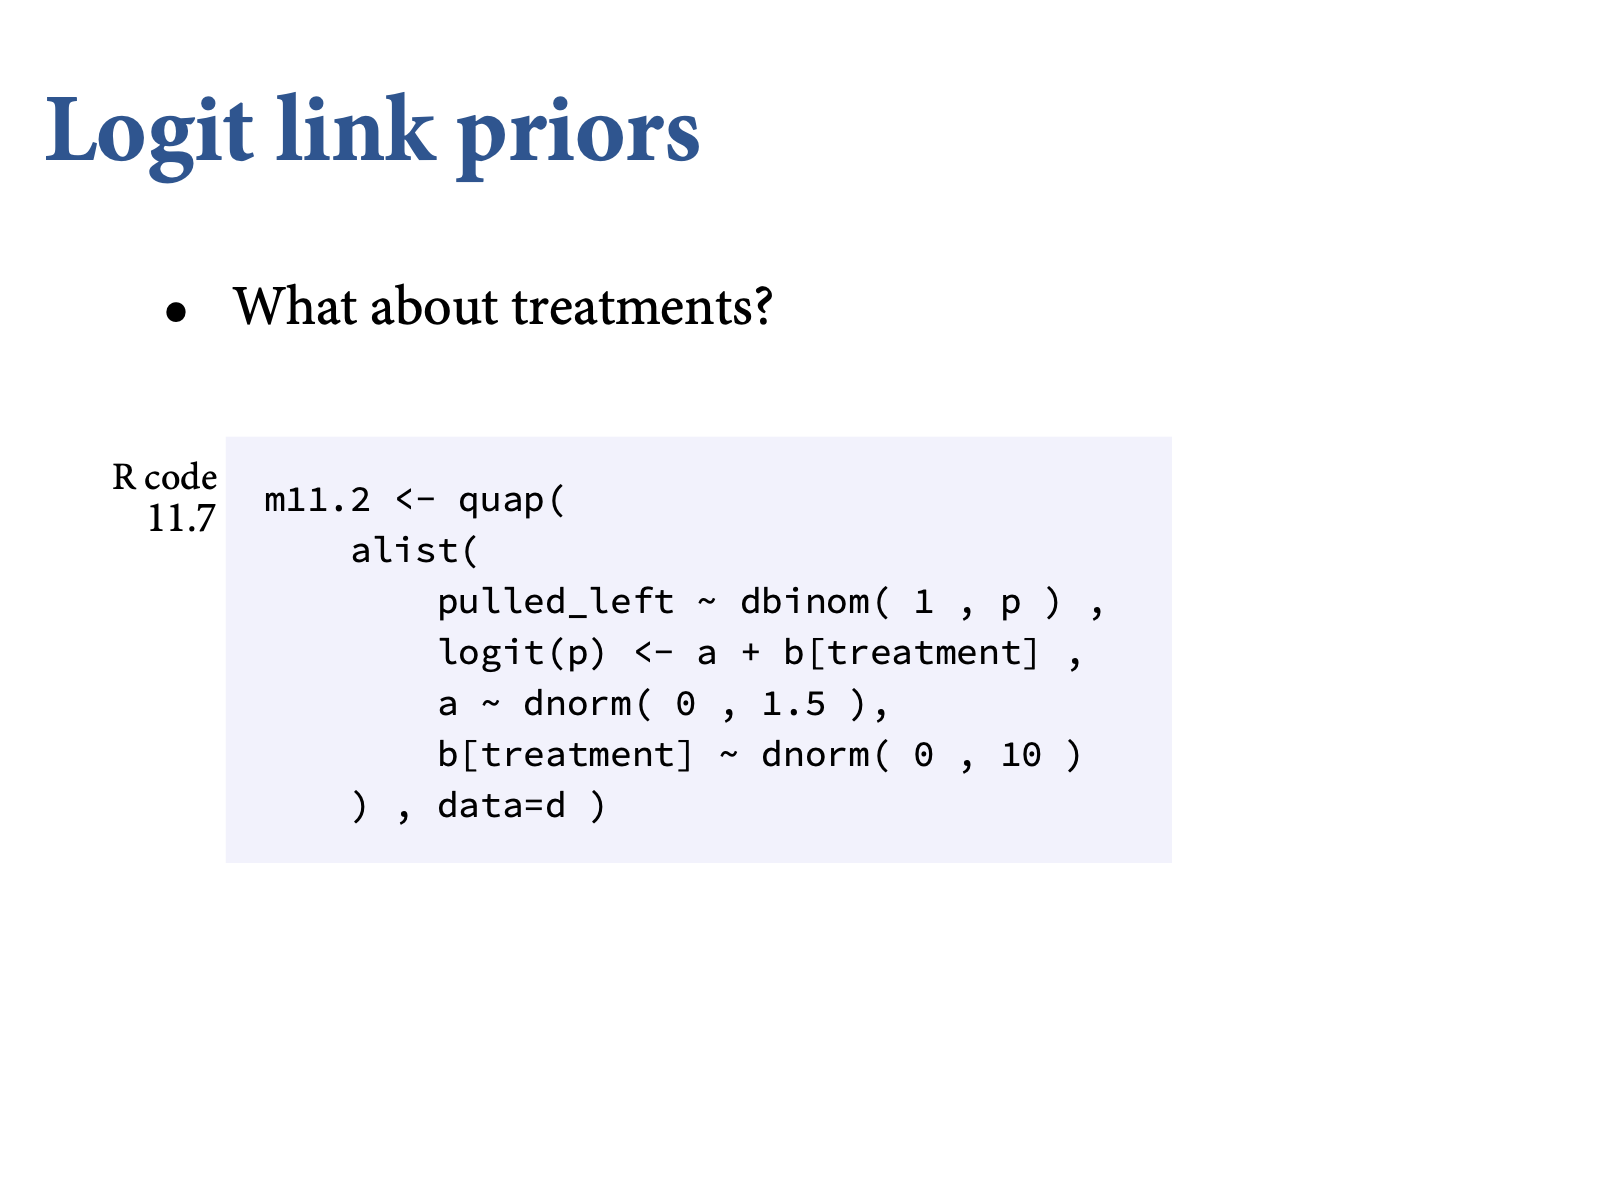 Logit link priors
• What about treatments?
R code
11.7
m11.2 <- quap(
    alist(
        pulled_left ~ dbinom( 1 , p ) ,
        logit(p) <- a + b[treatment] ,
        a ~ dnorm( 0 , 1.5 ),
        b[treatment] ~ dnorm( 0 , 10 )
    ) , data=d )